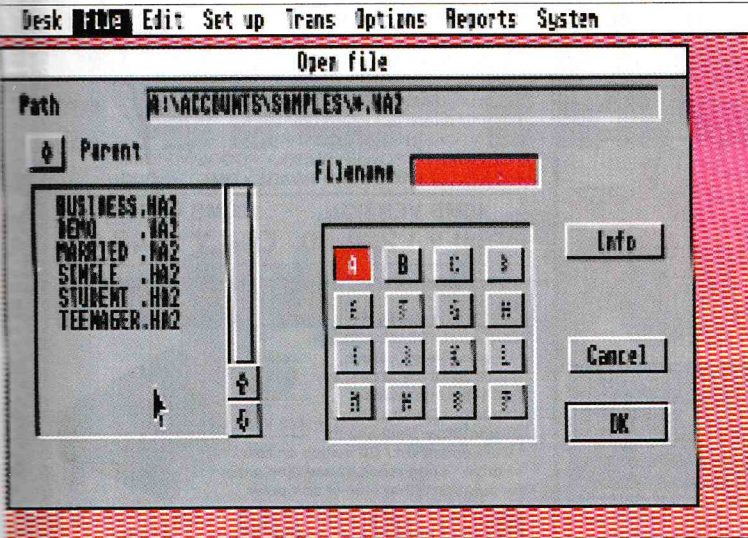 Desk File Edit Set up Trans Options Reports System
Open file
Path A:\ACCOUNTS\SAMPLES\*.HA2
Parent
Filename
BUSINESS.HA2
DEMO .HA2
MARRIED .HA2
SINGLE .HA2
STUDENT .HA2
TEENAGER.HA2
A B C D
E F G H
I J K L
M N O P
Info
Cancel
OK